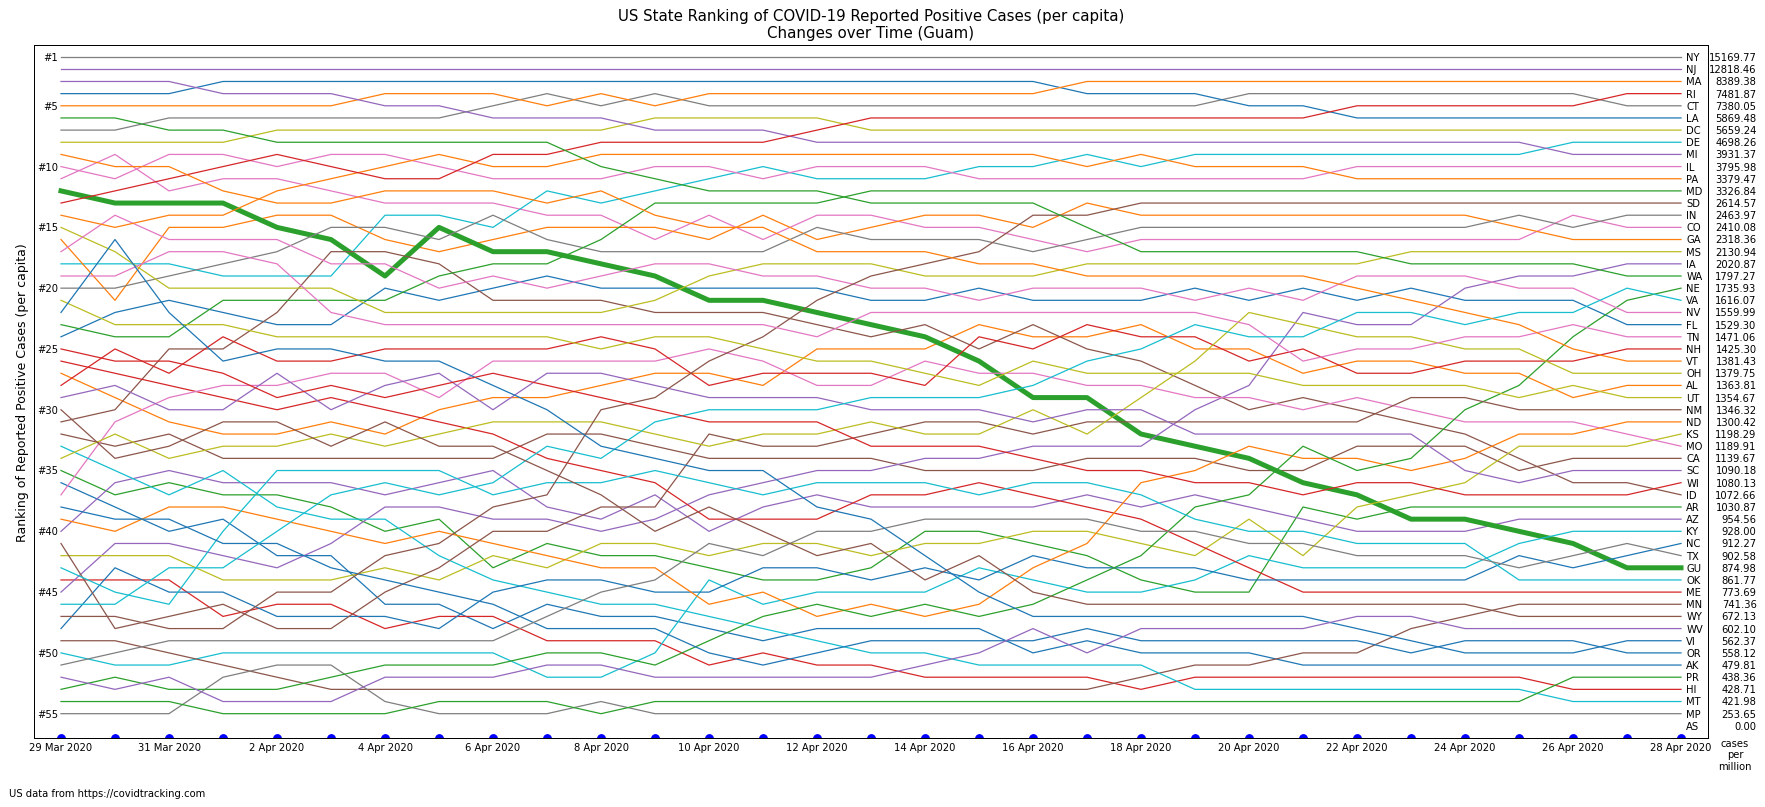 US State Ranking of COVID-19 Reported Positive Cases (per capita)
Changes over Time (Guam)
Ranking of Reported Positive Cases (per capita)
#1
#5
#10
#15
#20
#25
#30
#35
#40
#45
#50
#55
NY 15169.77
NJ 12818.46
MA 8389.38
RI 7481.87
CT 7380.05
LA 5869.48
DC 5659.24
DE 4698.26
MI 3931.37
IL 3795.98
PA 3379.47
MD 3326.84
SD 2614.57
IN 2463.97
CO 2410.08
GA 2318.36
MS 2130.94
IA 2020.87
WA 1797.27
NE 1735.93
VA 1616.07
NV 1559.99
FL 1529.30
TN 1471.06
NH 1425.30
VT 1381.43
OH 1379.75
AL 1363.81
UT 1354.67
NM 1346.32
ND 1300.42
KS 1198.29
MO 1189.91
CA 1139.67
SC 1090.18
WI 1080.13
ID 1072.66
AR 1030.87
AZ 954.56
KY 928.00
NC 912.27
TX 902.58
GU 874.98
OK 861.77
ME 773.69
MN 741.36
WY 672.13
WV 602.10
VI 562.37
OR 558.12
AK 479.81
PR 438.36
HI 428.71
MT 421.98
MP 253.65
AS 0.00
29 Mar 2020 31 Mar 2020 2 Apr 2020 4 Apr 2020 6 Apr 2020 8 Apr 2020 10 Apr 2020 12 Apr 2020 14 Apr 2020 16 Apr 2020 18 Apr 2020 20 Apr 2020 22 Apr 2020 24 Apr 2020 26 Apr 2020 28 Apr 2020
cases
per
million
US data from https://covidtracking.com